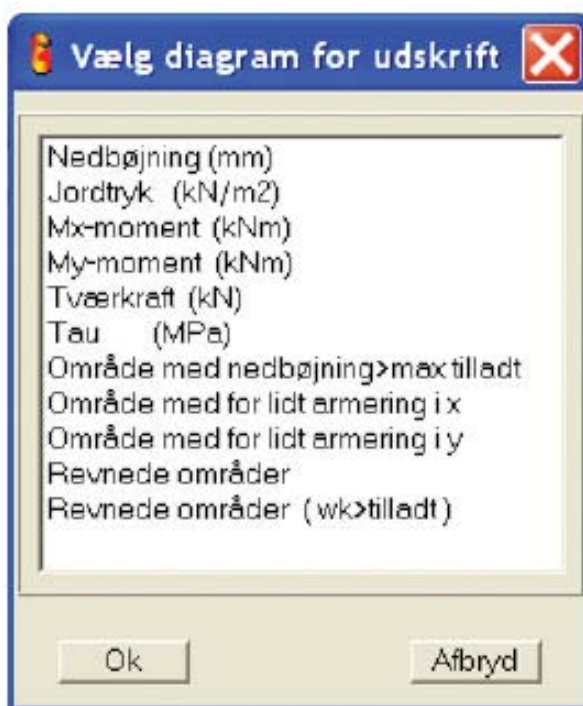 Vælg diagram for udskrift
Nedbøjning (mm)
Jordtryk (kN/m2)
Mx-moment (kNm)
My-moment (kNm)
Tværkraft (kN)
Tau (MPa)
Område med nedbøjning>max tilladt
Område med for lidt armering i x
Område med for lidt armering i y
Revnede områder
Revnede områder ( wk>tilladt )
Ok
Afbryd